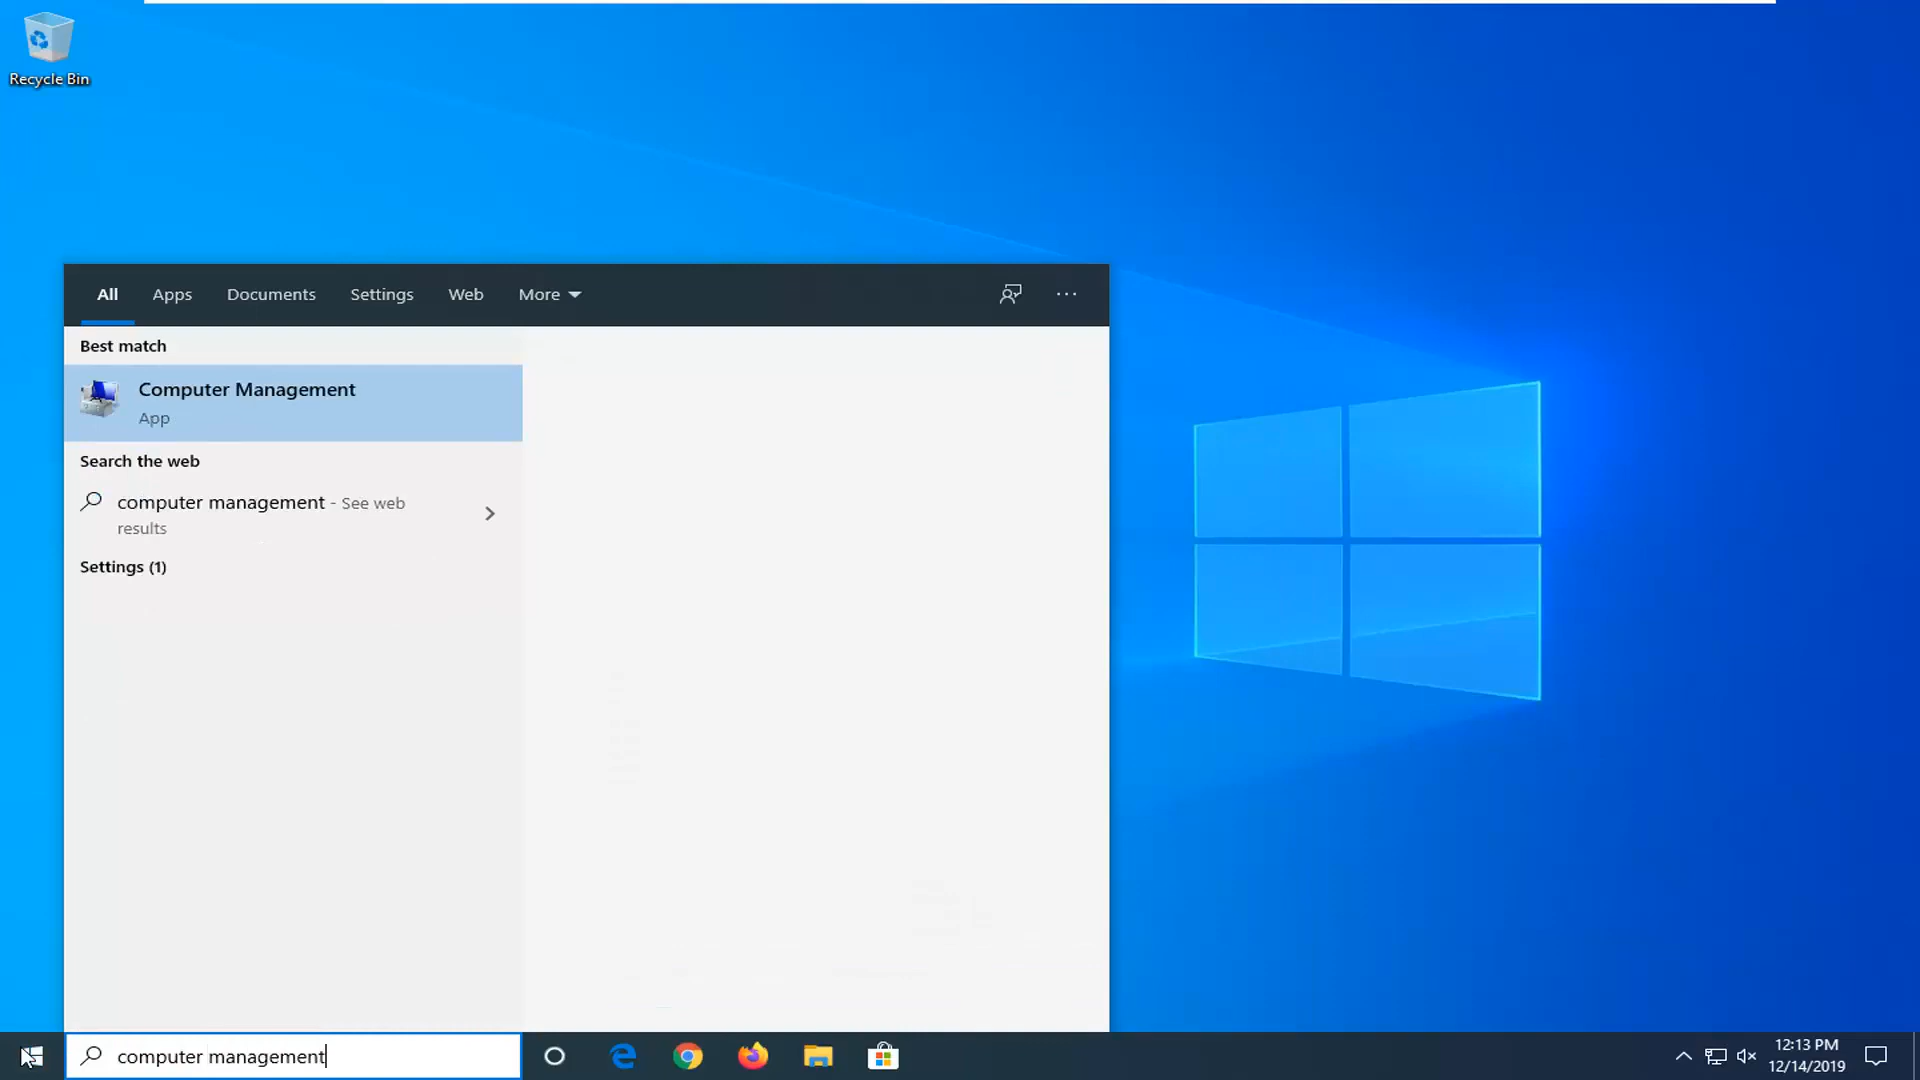 Recycle Bin
All Apps Documents Settings Web More
Best match
Computer Management
App
Search the web
computer management - See web
results
Settings (1)
computer management
12:13 PM
12/14/2019